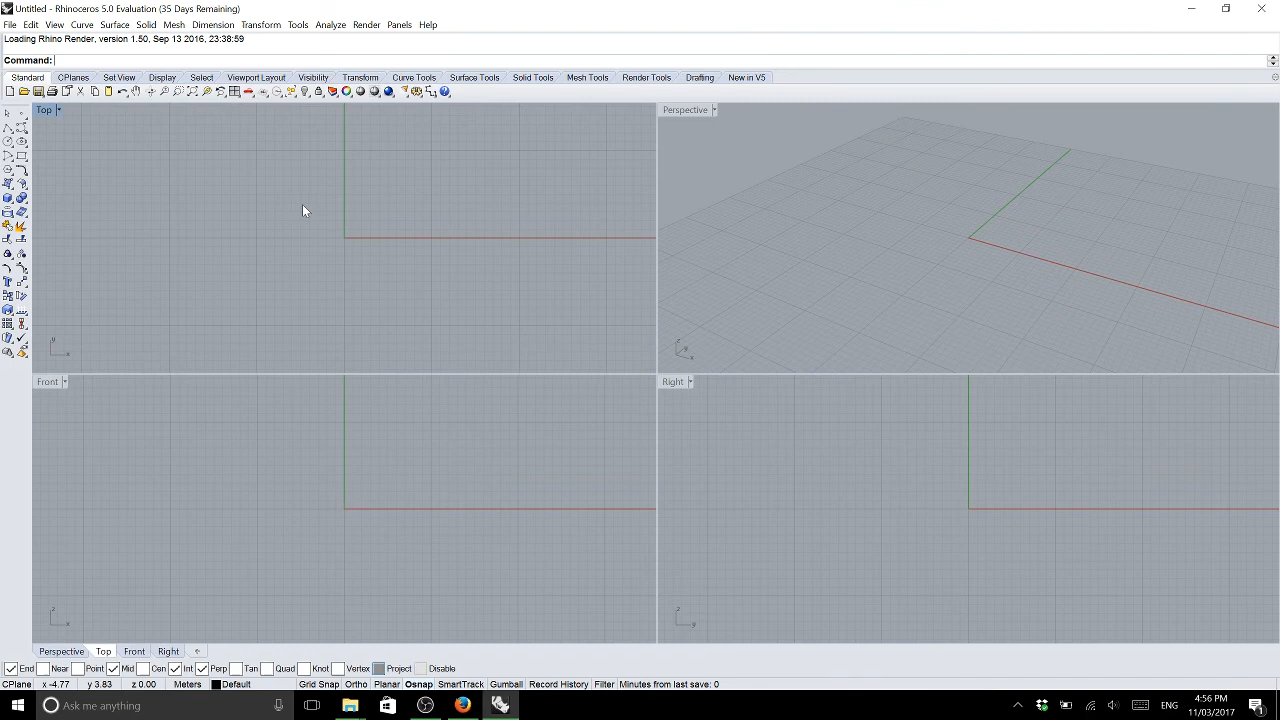 Untitled - Rhinoceros 5.0 Evaluation (35 Days Remaining)
File Edit View Curve Surface Solid Mesh Dimension Transform Tools Analyze Render Panels Help
Loading Rhino Render, version 1.50, Sep 13 2016, 23:38:59
Command:
Standard CPlanes Set View Display Select Viewport Layout Visibility Transform Curve Tools Surface Tools Solid Tools Mesh Tools Render Tools Drafting New in V5
Top Perspective
y x z y x
Front Right
z x z y
Perspective Top Front Right
End Near Point Mid Cen Int Perp Tan Quad Knot Vertex Project Disable
CPlane x -4.77 y 3.83 z 0.00 Meters Default Grid Snap Ortho Planar Osnap SmartTrack Gumball Record History Filter Minutes from last save: 0
Ask me anything ENG 4:56 PM
11/03/2017 1